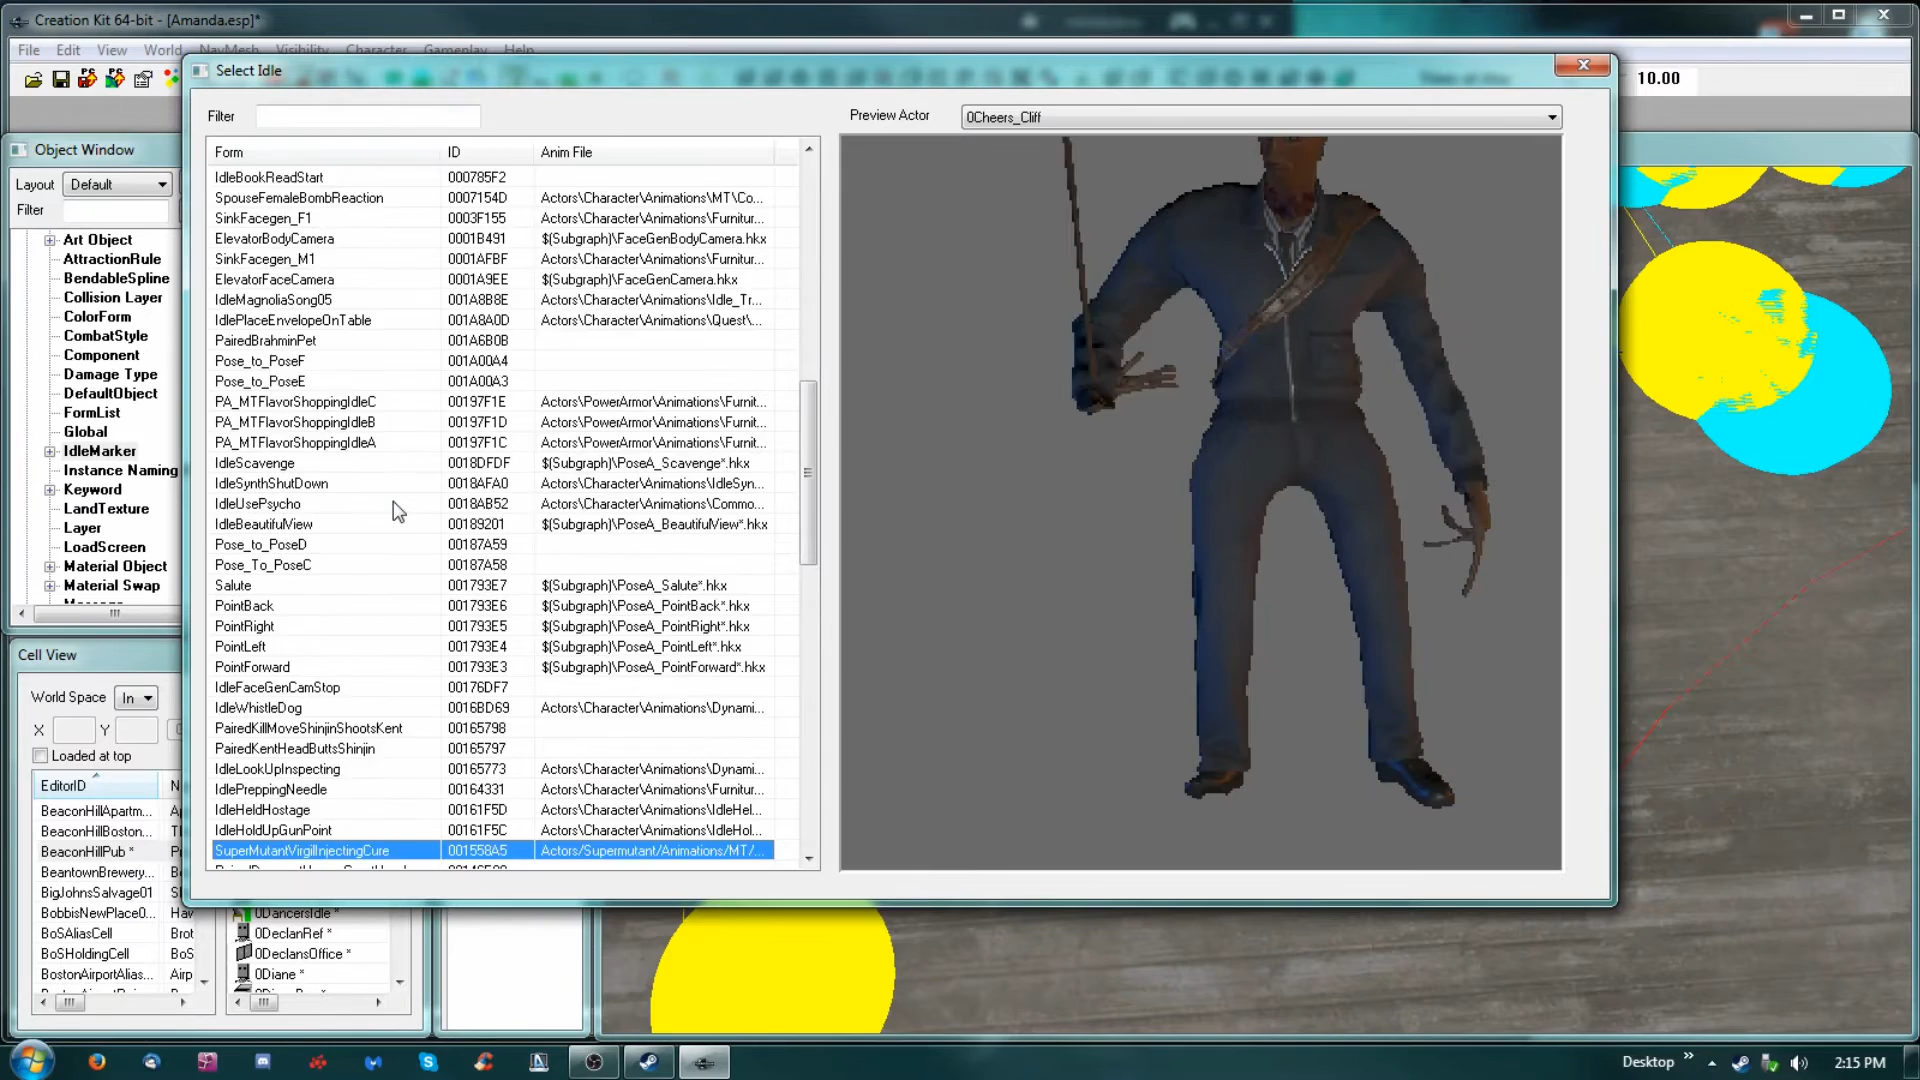 Creation Kit 64-bit - [Amanda.esp]*
File Edit View World NavMesh Visibility Character Gameplay Help
Select Idle
10.00
Filter
Preview Actor
0Cheers_Cliff
Object Window
Layout
Default
Filter
Art Object
AttractionRule
BendableSpline
Collision Layer
ColorForm
CombatStyle
Component
Damage Type
DefaultObject
FormList
Global
IdleMarker
Instance Naming
Keyword
LandTexture
Layer
LoadScreen
Material Object
Material Swap
Form ID Anim File
IdleBookReadStart 000785F2
SpouseFemaleBombReaction 0007154D Actors\Character\Animations\MT\Co...
SinkFacegen_F1 0003F155 Actors\Character\Animations\Furnitur...
ElevatorBodyCamera 0001B491 $(Subgraph)\FaceGenBodyCamera.hkx
SinkFacegen_M1 0001AFBF Actors\Character\Animations\Furnitur...
ElevatorFaceCamera 0001A9EE $(Subgraph)\FaceGenCamera.hkx
IdleMagnoliaSong05 001A8B8E Actors\Character\Animations\Idle_Tr...
IdlePlaceEnvelopeOnTable 001A8A0D Actors\Character\Animations\Quest\...
PairedBrahminPet 001A6B0B
Pose_to_PoseF 001A00A4
Pose_to_PoseE 001A00A3
PA_MTFlavorShoppingIdleC 00197F1E Actors\PowerArmor\Animations\Furnit...
PA_MTFlavorShoppingIdleB 00197F1D Actors\PowerArmor\Animations\Furnit...
PA_MTFlavorShoppingIdleA 00197F1C Actors\PowerArmor\Animations\Furnit...
IdleScavenge 0018DFDF $(Subgraph)\PoseA_Scavenge*.hkx
IdleSynthShutDown 0018AFA0 Actors\Character\Animations\IdleSyn...
IdleUsePsycho 0018AB52 Actors\Character\Animations\Commo...
IdleBeautifulView 00189201 $(Subgraph)\PoseA_BeautifulView*.hkx
Pose_to_PoseD 00187A59
Pose_To_PoseC 00187A58
Salute 001793E7 $(Subgraph)\PoseA_Salute*.hkx
PointBack 001793E6 $(Subgraph)\PoseA_PointBack*.hkx
PointRight 001793E5 $(Subgraph)\PoseA_PointRight*.hkx
PointLeft 001793E4 $(Subgraph)\PoseA_PointLeft*.hkx
PointForward 001793E3 $(Subgraph)\PoseA_PointForward*.hkx
IdleFaceGenCamStop 00176DF7
IdleWhistleDog 0016BD69 Actors\Character\Animations\Dynami...
PairedKillMoveShinjinShootsKent 00165798
PairedKentHeadButtsShinjin 00165797
IdleLookUpInspecting 00165773 Actors\Character\Animations\Dynami...
IdlePreppingNeedle 00164331 Actors\Character\Animations\Furnitur...
IdleHeldHostage 00161F5D Actors\Character\Animations\IdleHel...
IdleHoldUpGunPoint 00161F5C Actors\Character\Animations\IdleHol...
SuperMutantVirgilInjectingCure 001558A5 Actors/Supermutant/Animations/MT/...
Cell View
World Space
In
X Y
Loaded at top
EditorID N
BeaconHillApartm...
BeaconHillBoston...
BeaconHillPub *
BeantownBrewery...
BigJohnsSalvage01
BobbisNewPlace0... Hav
BoSAliasCell Brot
BoSHoldingCell BoS
BostonAirportAlias... Airp
0DancersIdle *
0DeclanRef *
0DeclansOffice *
0Diane *
Desktop
2:15 PM